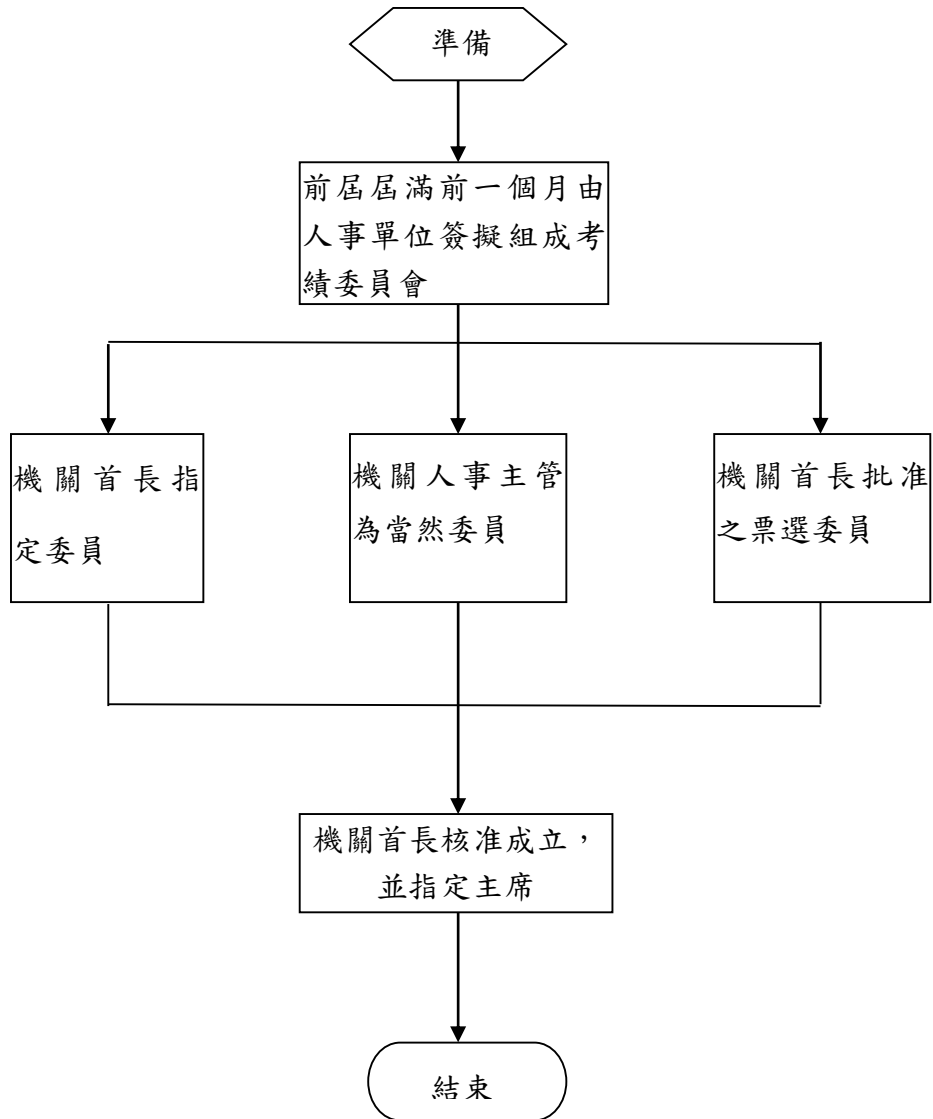 準備
前屆屆滿前一個月由
人事單位簽擬組成考
績委員會
機關首長指
定委員
機關人事主管
為當然委員
機關首長批准
之票選委員
機關首長核准成立，
並指定主席
結束